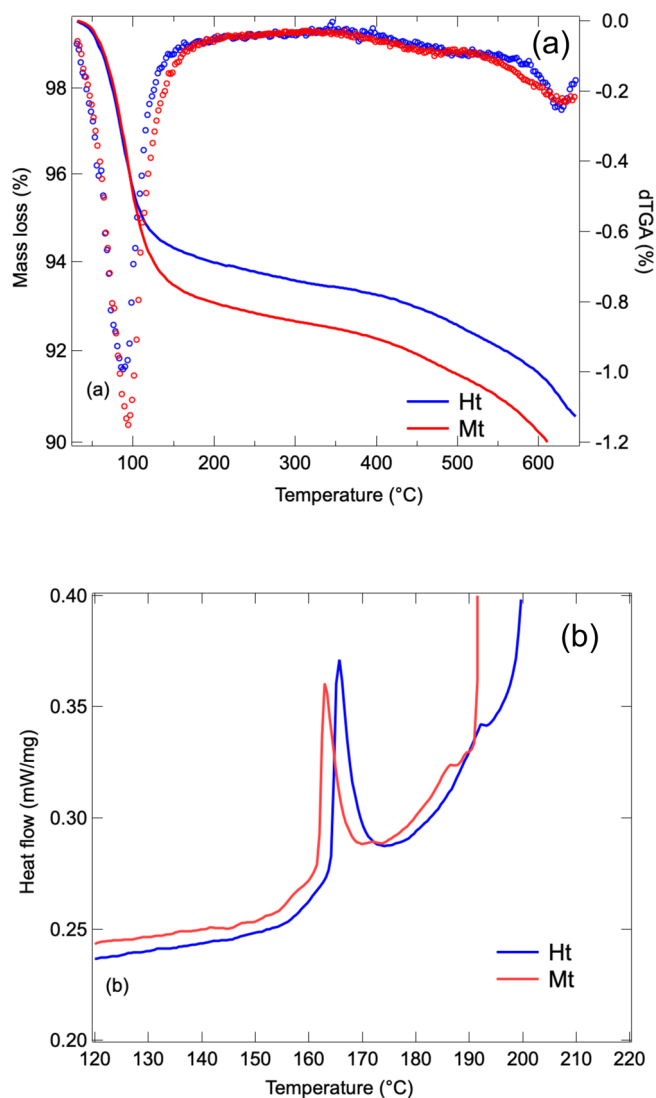 (a)
98
96
94
92
90
Mass loss (%)
0.0
-0.2
-0.4
-0.6
-0.8
-1.0
-1.2
dTGA (%)
(a)
Ht
Mt
100 200 300 400 500 600
Temperature (°C)
(b)
0.40
0.35
0.30
0.25
0.20
Heat flow (mW/mg)
(b)
Ht
Mt
120 130 140 150 160 170 180 190 200 210 220
Temperature (°C)